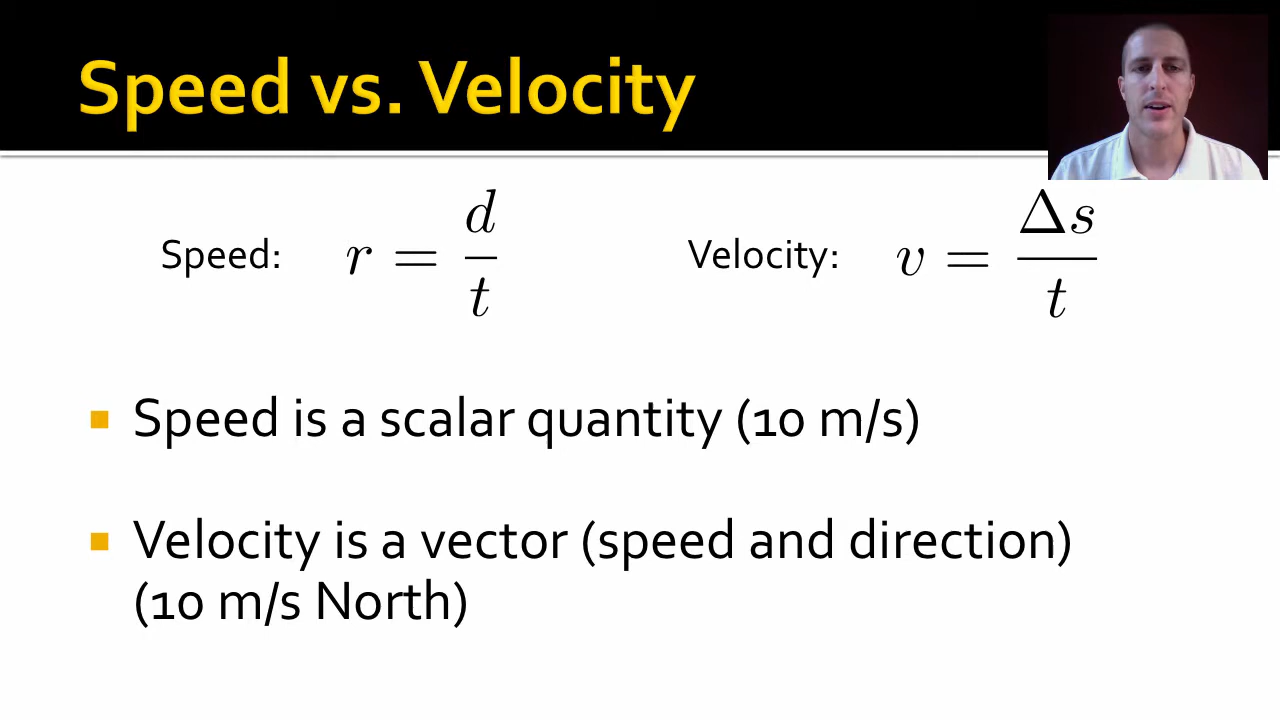 Speed vs. Velocity
Speed: r = d/t
Velocity: v = Δs/t
Speed is a scalar quantity (10 m/s)
Velocity is a vector (speed and direction)
(10 m/s North)